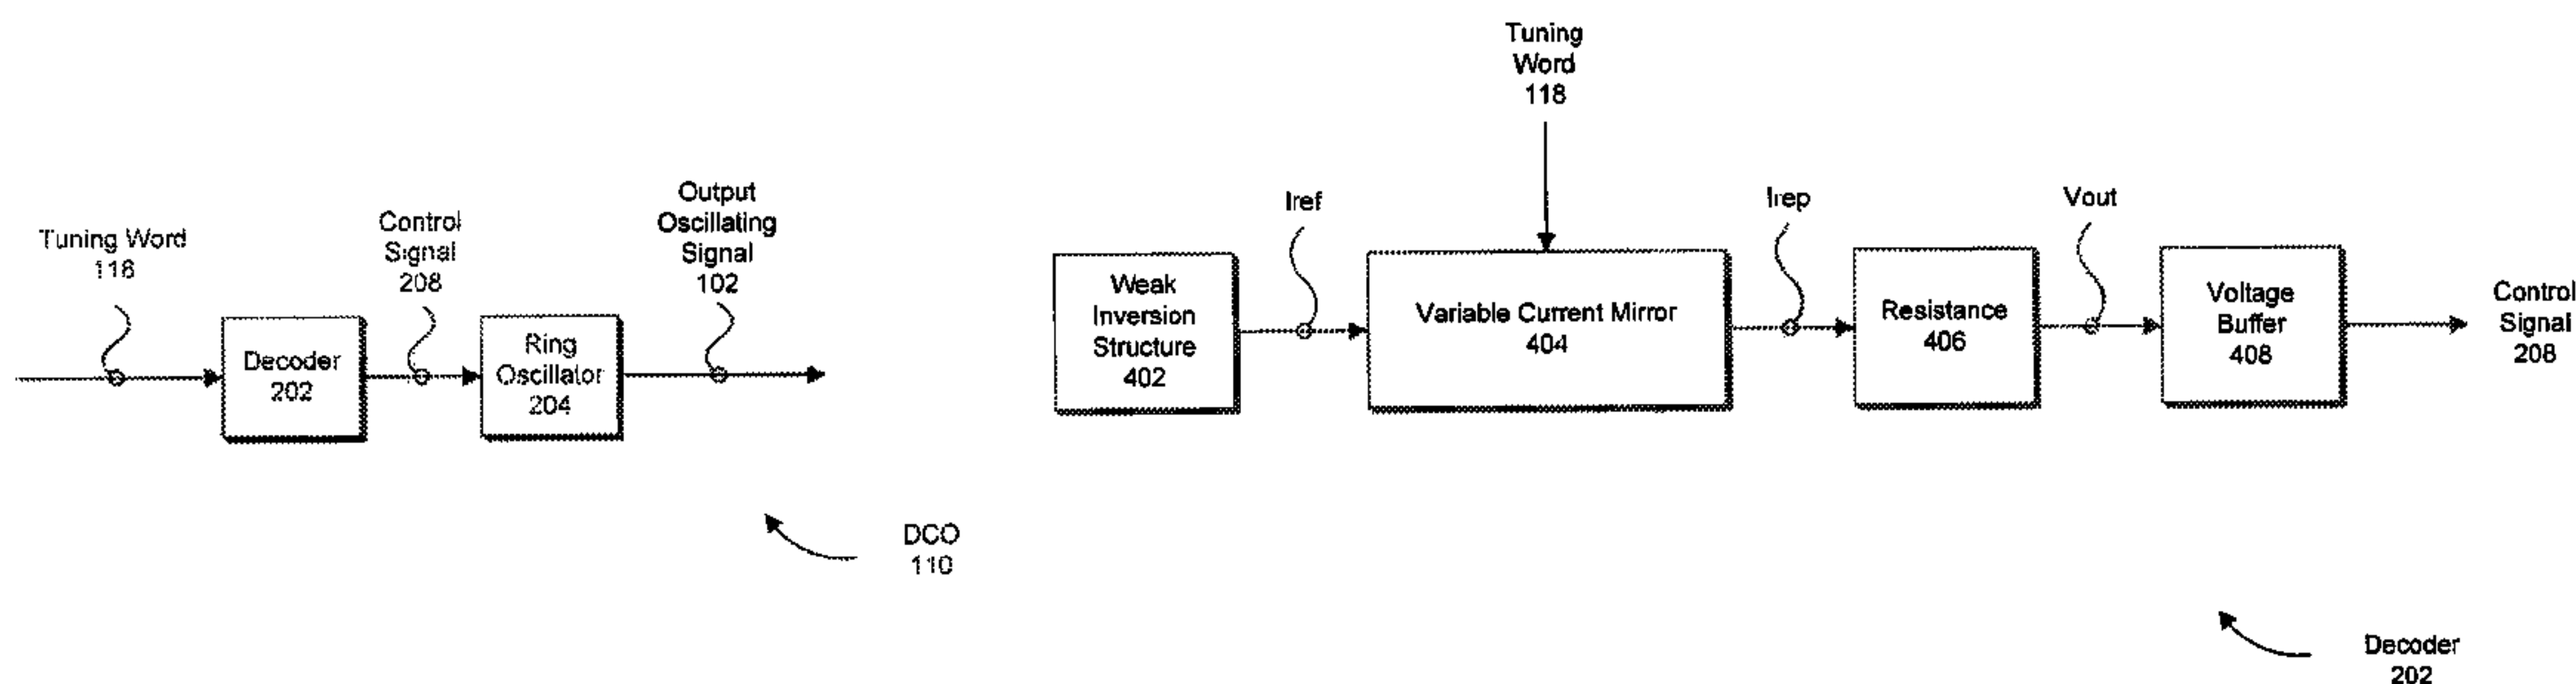 Tuning Word
118
Control
Signal
208
Output
Oscillating
Signal
102
Decoder
202
Ring
Oscillator
204
DCO
110
Tuning
Word
118
Iref
Irep
Vout
Weak
Inversion
Structure
402
Variable Current Mirror
404
Resistance
406
Voltage
Buffer
408
Control
Signal
208
Decoder
202